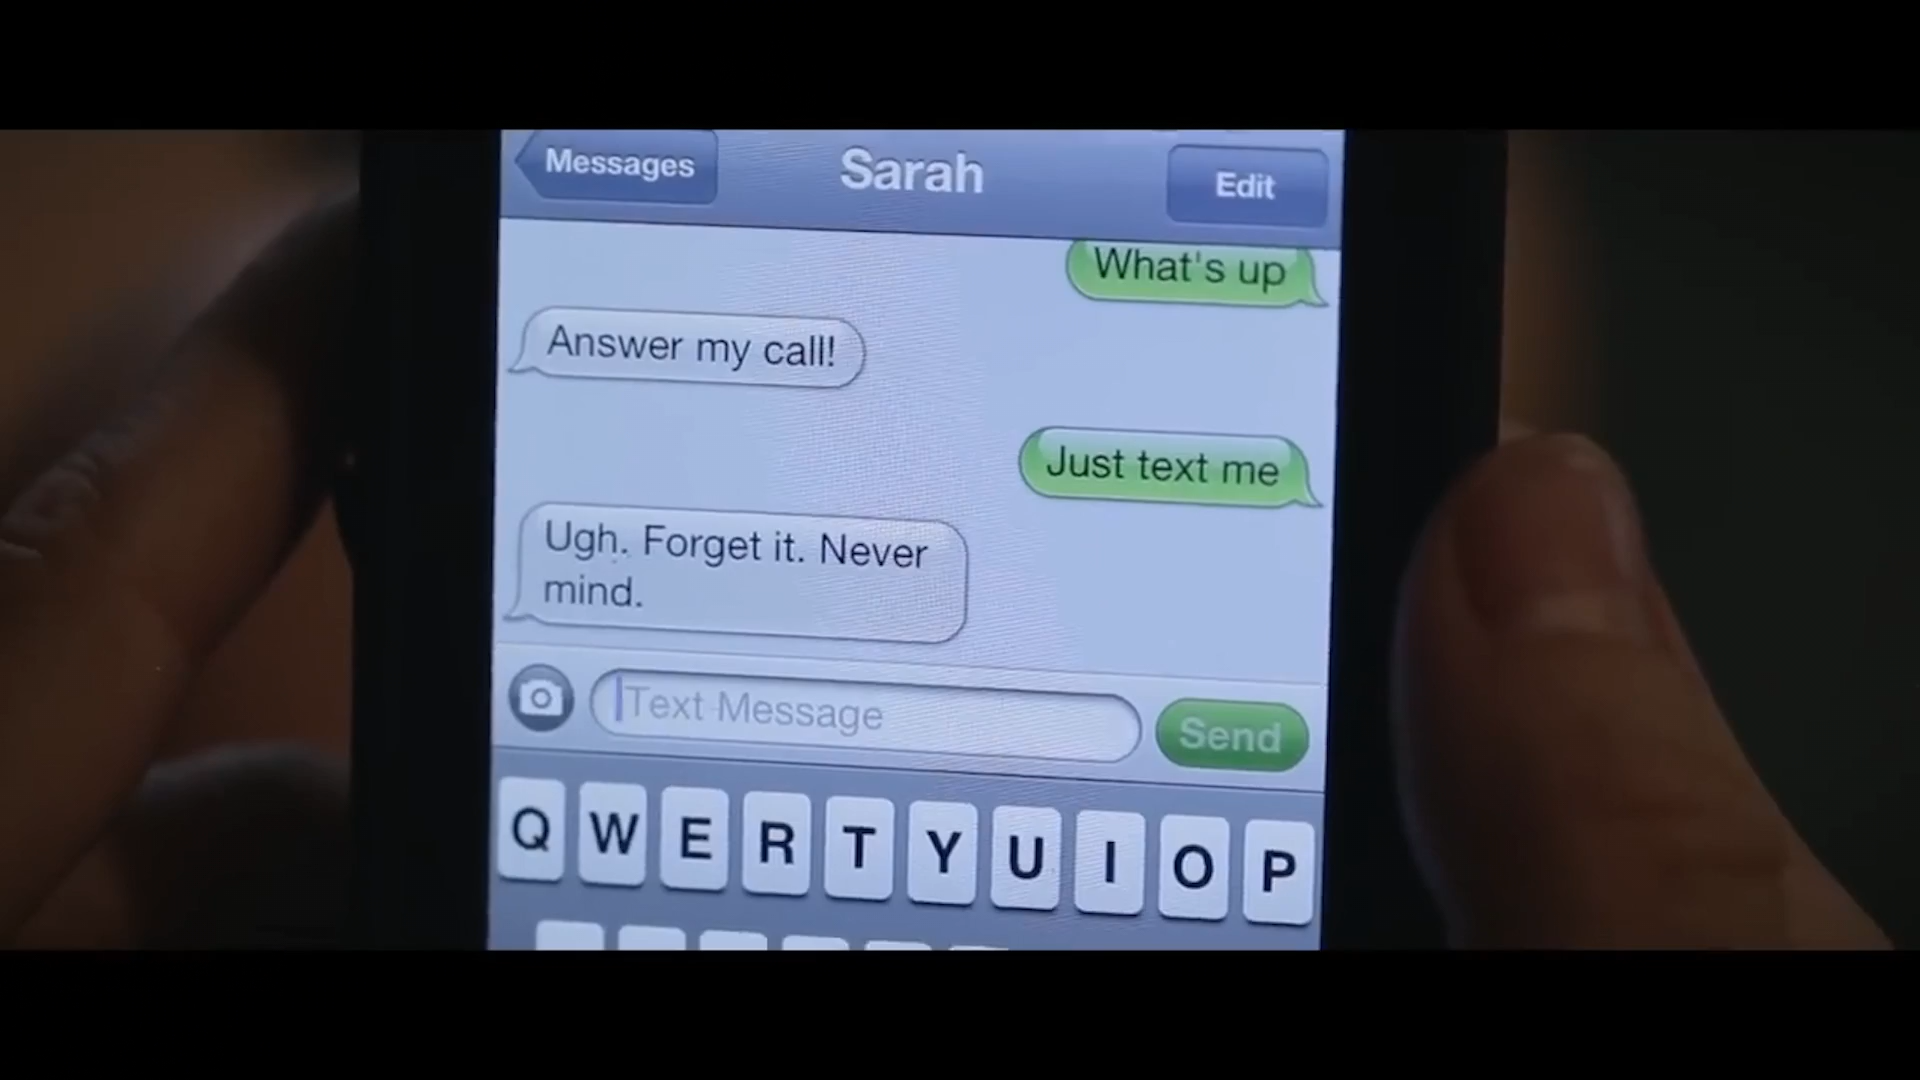 Messages
Sarah
Edit
What's up
Answer my call!
Just text me
Ugh. Forget it. Never
mind.
Text Message
Send
Q W E R T Y U I O P